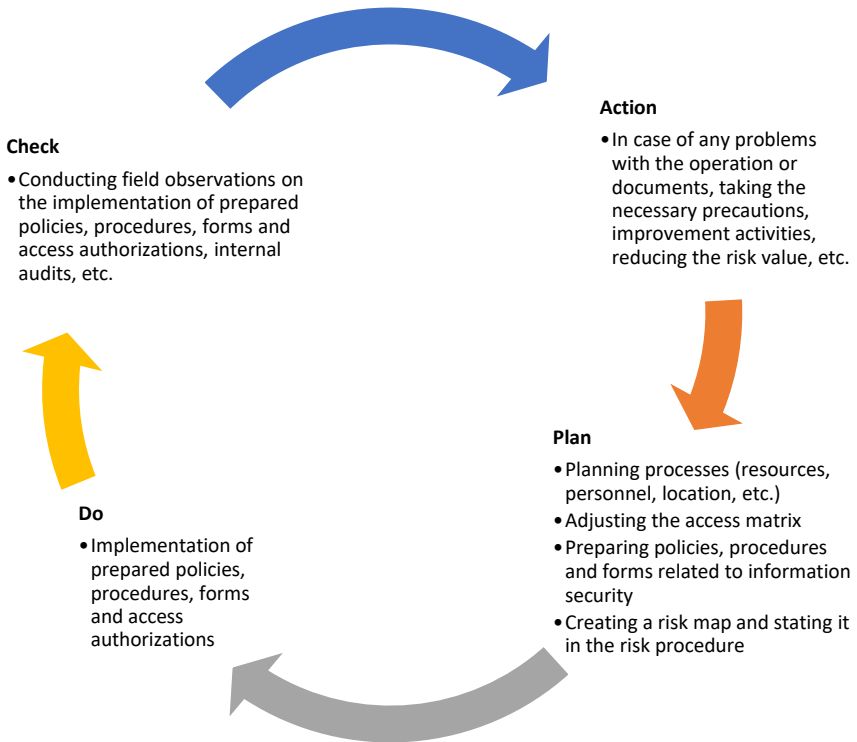 Action
•In case of any problems
with the operation or
documents, taking the
necessary precautions,
improvement activities,
reducing the risk value, etc.
Plan
•Planning processes (resources,
personnel, location, etc.)
•Adjusting the access matrix
•Preparing policies, procedures
and forms related to information
security
•Creating a risk map and stating it
in the risk procedure
Do
•Implementation of
prepared policies,
procedures, forms
and access
authorizations
Check
•Conducting field observations on
the implementation of prepared
policies, procedures, forms and
access authorizations, internal
audits, etc.